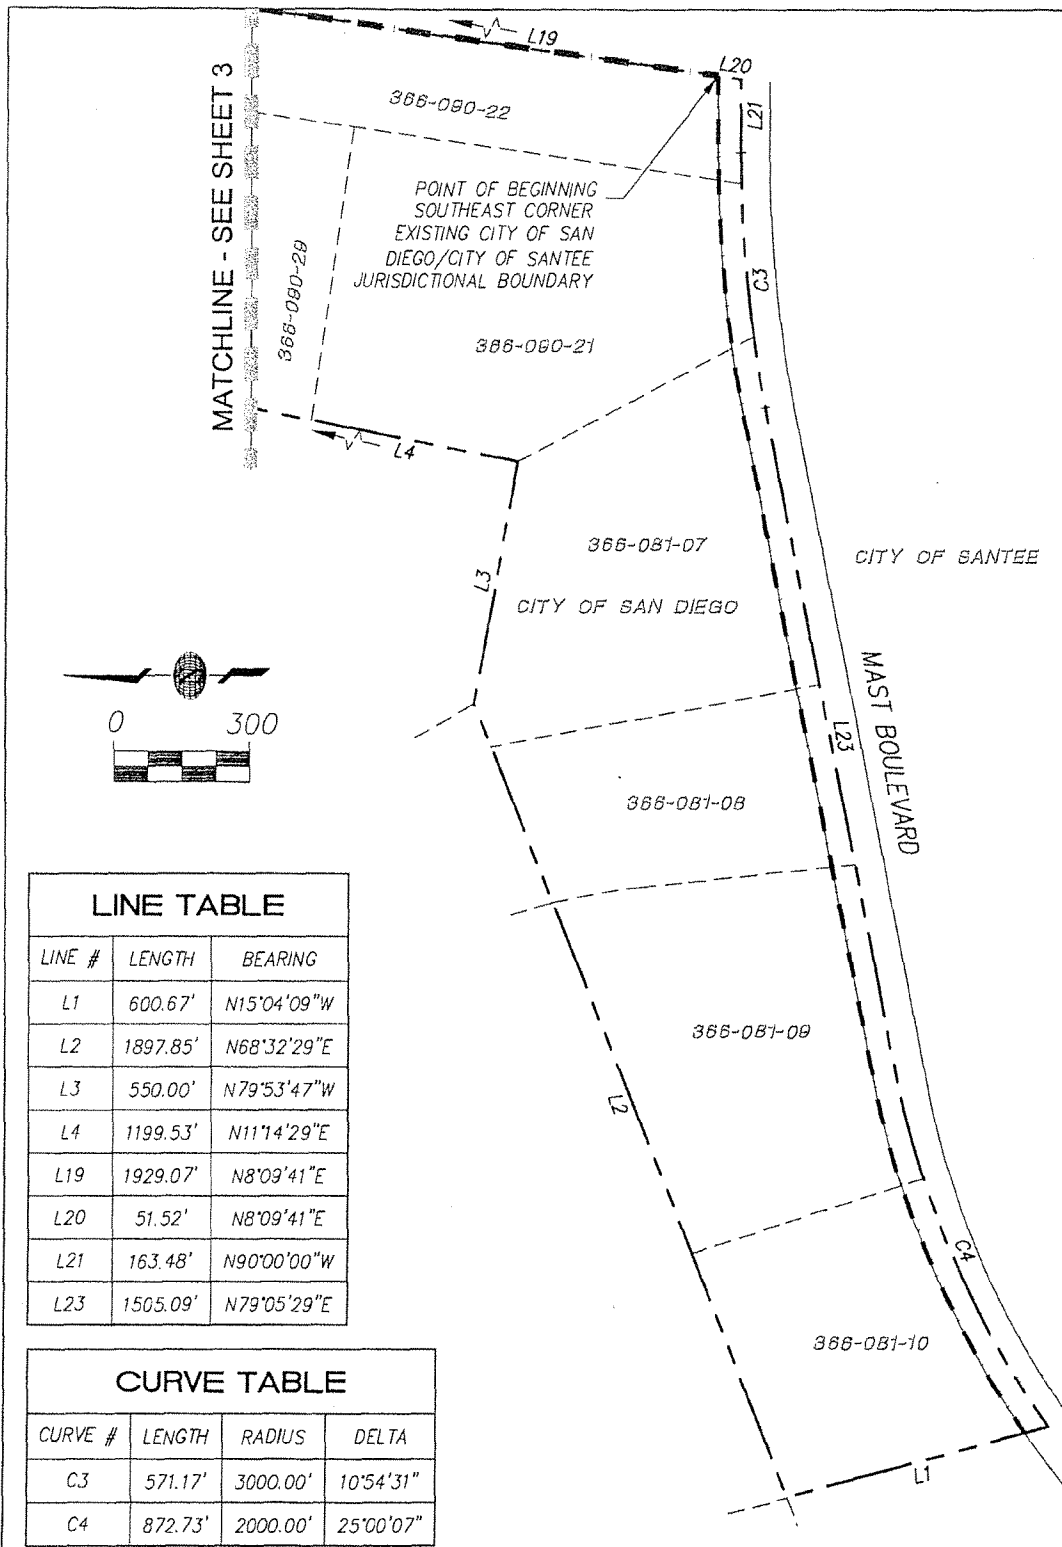 L19
L20
MATCHLINE - SEE SHEET 3
366-090-22
L21
POINT OF BEGINNING
SOUTHEAST CORNER
EXISTING CITY OF SAN
DIEGO/CITY OF SANTEE
JURISDICTIONAL BOUNDARY
366-090-29
C3
366-090-21
L4
366-081-07
CITY OF SANTEE
L3
CITY OF SAN DIEGO
MAST BOULEVARD
0 300
L23
366-081-08
LINE TABLE
LINE # LENGTH BEARING
L1 600.67' N15°04'09"W
L2 1897.85' N68°32'29"E
L3 550.00' N79°53'47"W
L4 1199.53' N11°14'29"E
L19 1929.07' N8°09'41"E
L20 51.52' N8°09'41"E
L21 163.48' N90°00'00"W
L23 1505.09' N79°05'29"E
366-081-09
L2
C4
366-081-10
L1
CURVE TABLE
CURVE # LENGTH RADIUS DELTA
C3 571.17' 3000.00' 10°54'31"
C4 872.73' 2000.00' 25°00'07"